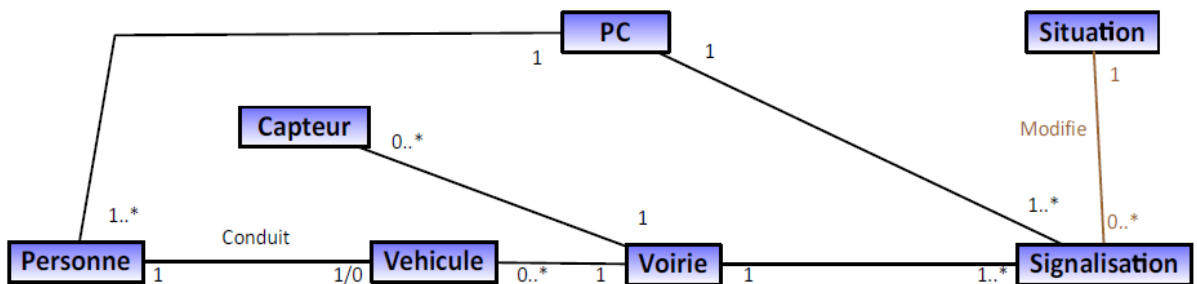 PC
Situation
1
1
1
Modifie
Capteur
0..*
1..*
1
1..*
0..*
Conduit
Personne
1
1/0
Vehicule
0..*
1
Voirie
1
1..*
Signalisation